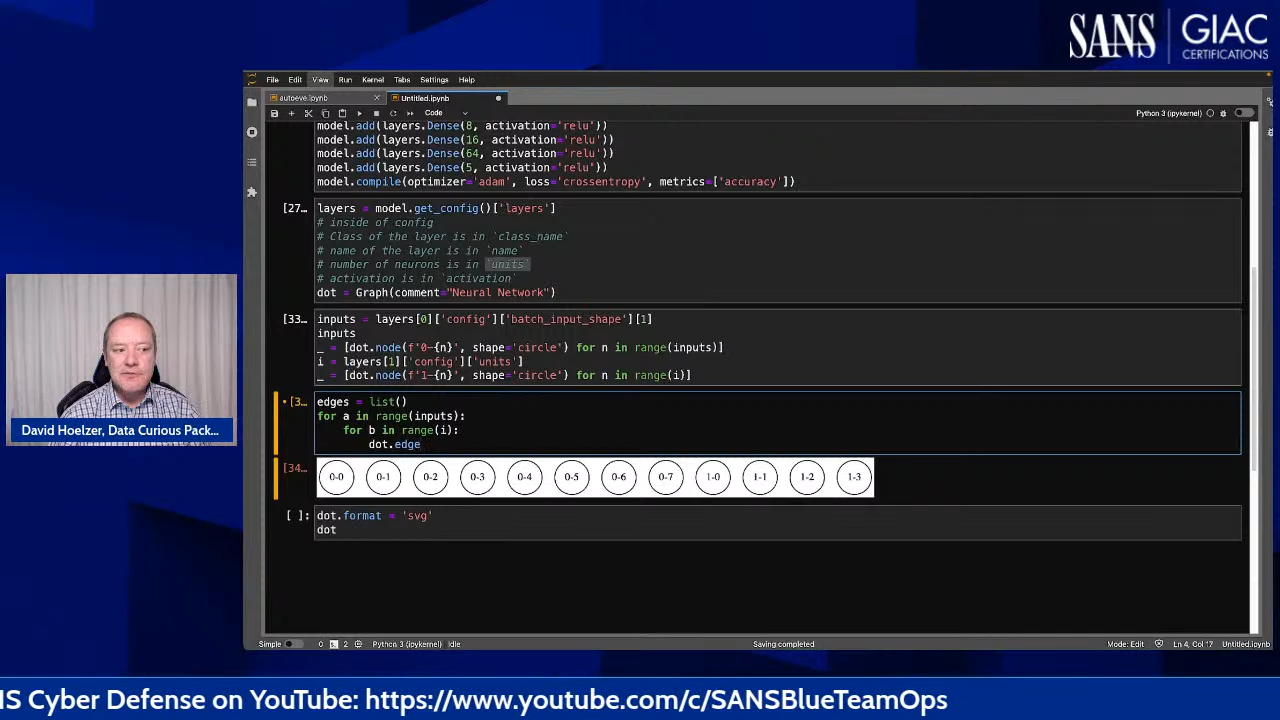 SANS GIAC
CERTIFICATIONS
File Edit View Run Kernel Tabs Settings Help
autoeve.ipynb Untitled.ipynb
Code Python 3 (ipykernel)
model.add(layers.Dense(8, activation='relu'))
model.add(layers.Dense(16, activation='relu'))
model.add(layers.Dense(64, activation='relu'))
model.add(layers.Dense(5, activation='relu'))
model.compile(optimizer='adam', loss='crossentropy', metrics=['accuracy'])
[27… layers = model.get_config()['layers']
# inside of config
# Class of the layer is in `class_name`
# name of the layer is in `name`
# number of neurons is in `units`
# activation is in `activation`
dot = Graph(comment="Neural Network")
[33… inputs = layers[0]['config']['batch_input_shape'][1]
inputs
_ = [dot.node(f'0-{n}', shape='circle') for n in range(inputs)]
i = layers[1]['config']['units']
_ = [dot.node(f'1-{n}', shape='circle') for n in range(i)]
[3… edges = list()
for a in range(inputs):
for b in range(i):
dot.edge
[34… 0-0 0-1 0-2 0-3 0-4 0-5 0-6 0-7 1-0 1-1 1-2 1-3
[ ]: dot.format = 'svg'
dot
David Hoelzer, Data Curious Pack...
Simple 0 2 Python 3 (ipykernel) | Idle Saving completed Mode: Edit Ln 4, Col 17 Untitled.ipynb
IS Cyber Defense on YouTube: https://www.youtube.com/c/SANSBlueTeamOps